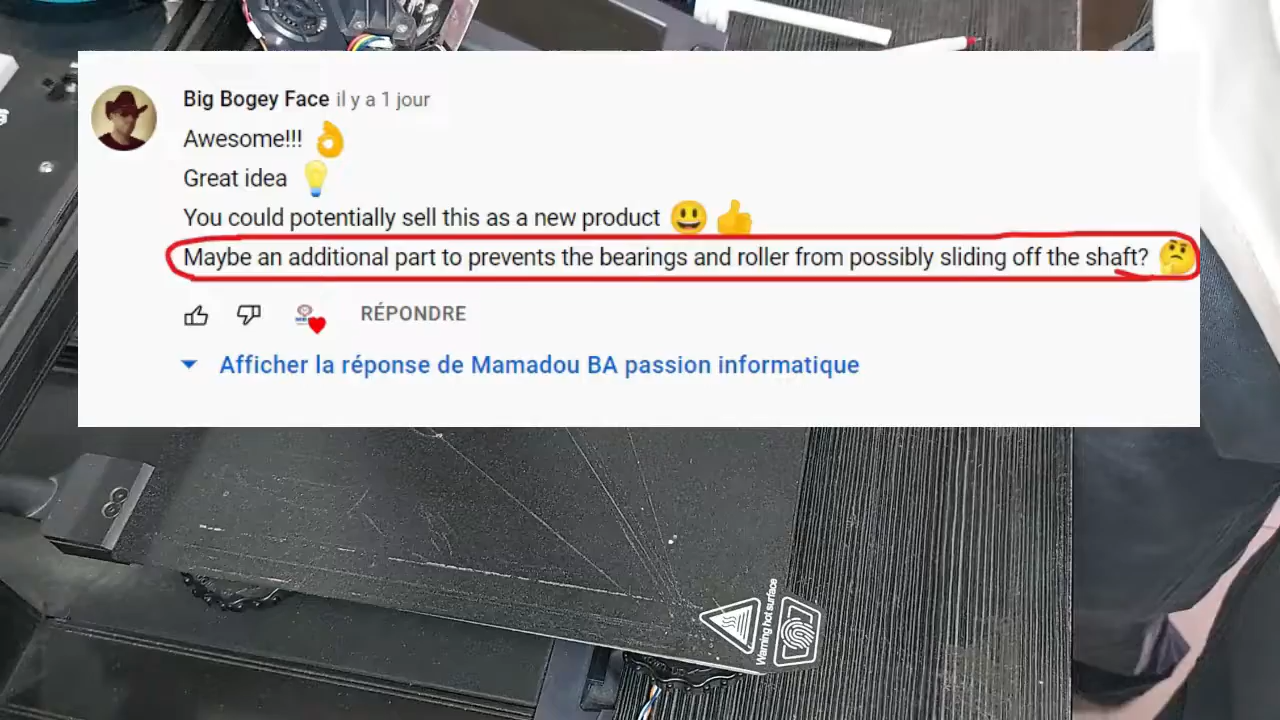 Big Bogey Face il y a 1 jour
Awesome!!! 👌
Great idea 💡
You could potentially sell this as a new product 😃 👍
Maybe an additional part to prevents the bearings and roller from possibly sliding off the shaft? 🤔
RÉPONDRE
Afficher la réponse de Mamadou BA passion informatique
Warning hot surface